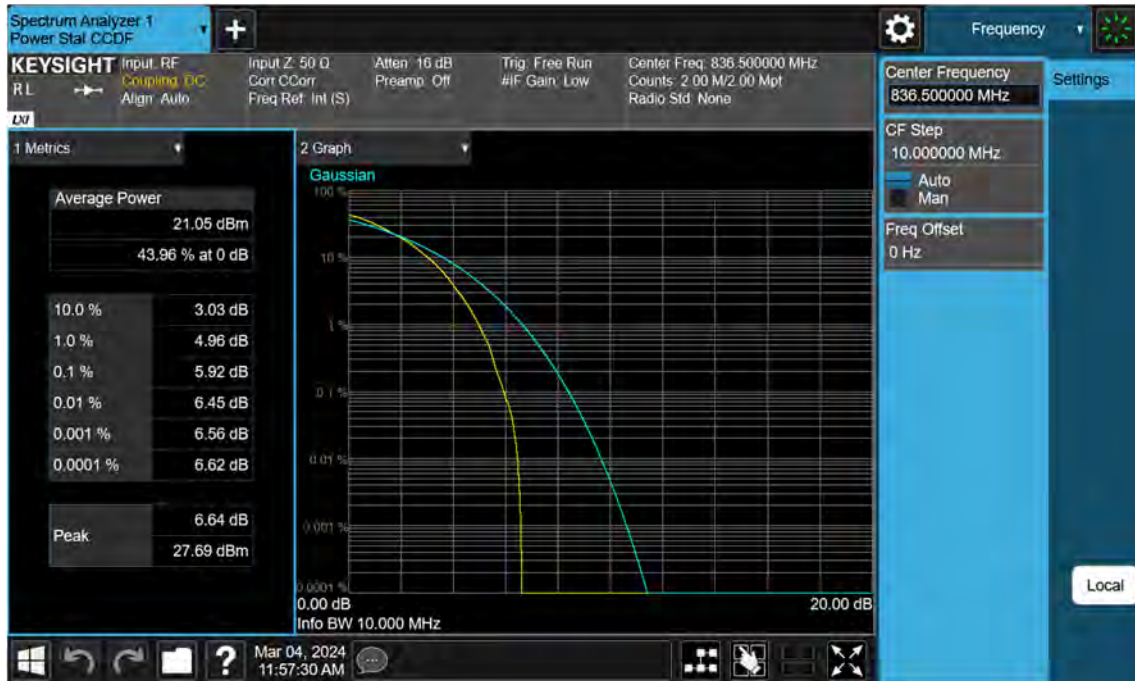 Spectrum Analyzer 1
Power Stat CCDF
+
Frequency
KEYSIGHT
RL
LXI
Input: RF
Coupling: DC
Align: Auto
Input Z: 50 Ω
Corr CCorr
Freq Ref: Int (S)
Atten: 16 dB
Preamp: Off
Trig: Free Run
#IF Gain: Low
Center Freq: 836.500000 MHz
Counts: 2.00 M/2.00 Mpt
Radio Std: None
Center Frequency
836.500000 MHz
Settings
CF Step
10.000000 MHz
Auto
Man
Freq Offset
0 Hz
Local
1 Metrics
Average Power
21.05 dBm
43.96 % at 0 dB
10.0 % 3.03 dB
1.0 % 4.96 dB
0.1 % 5.92 dB
0.01 % 6.45 dB
0.001 % 6.56 dB
0.0001 % 6.62 dB
Peak
6.64 dB
27.69 dBm
2 Graph
Gaussian
100 %
10 %
1 %
0.1 %
0.01 %
0.001 %
0.0001 %
0.00 dB 20.00 dB
Info BW 10.000 MHz
?
Mar 04, 2024
11:57:30 AM